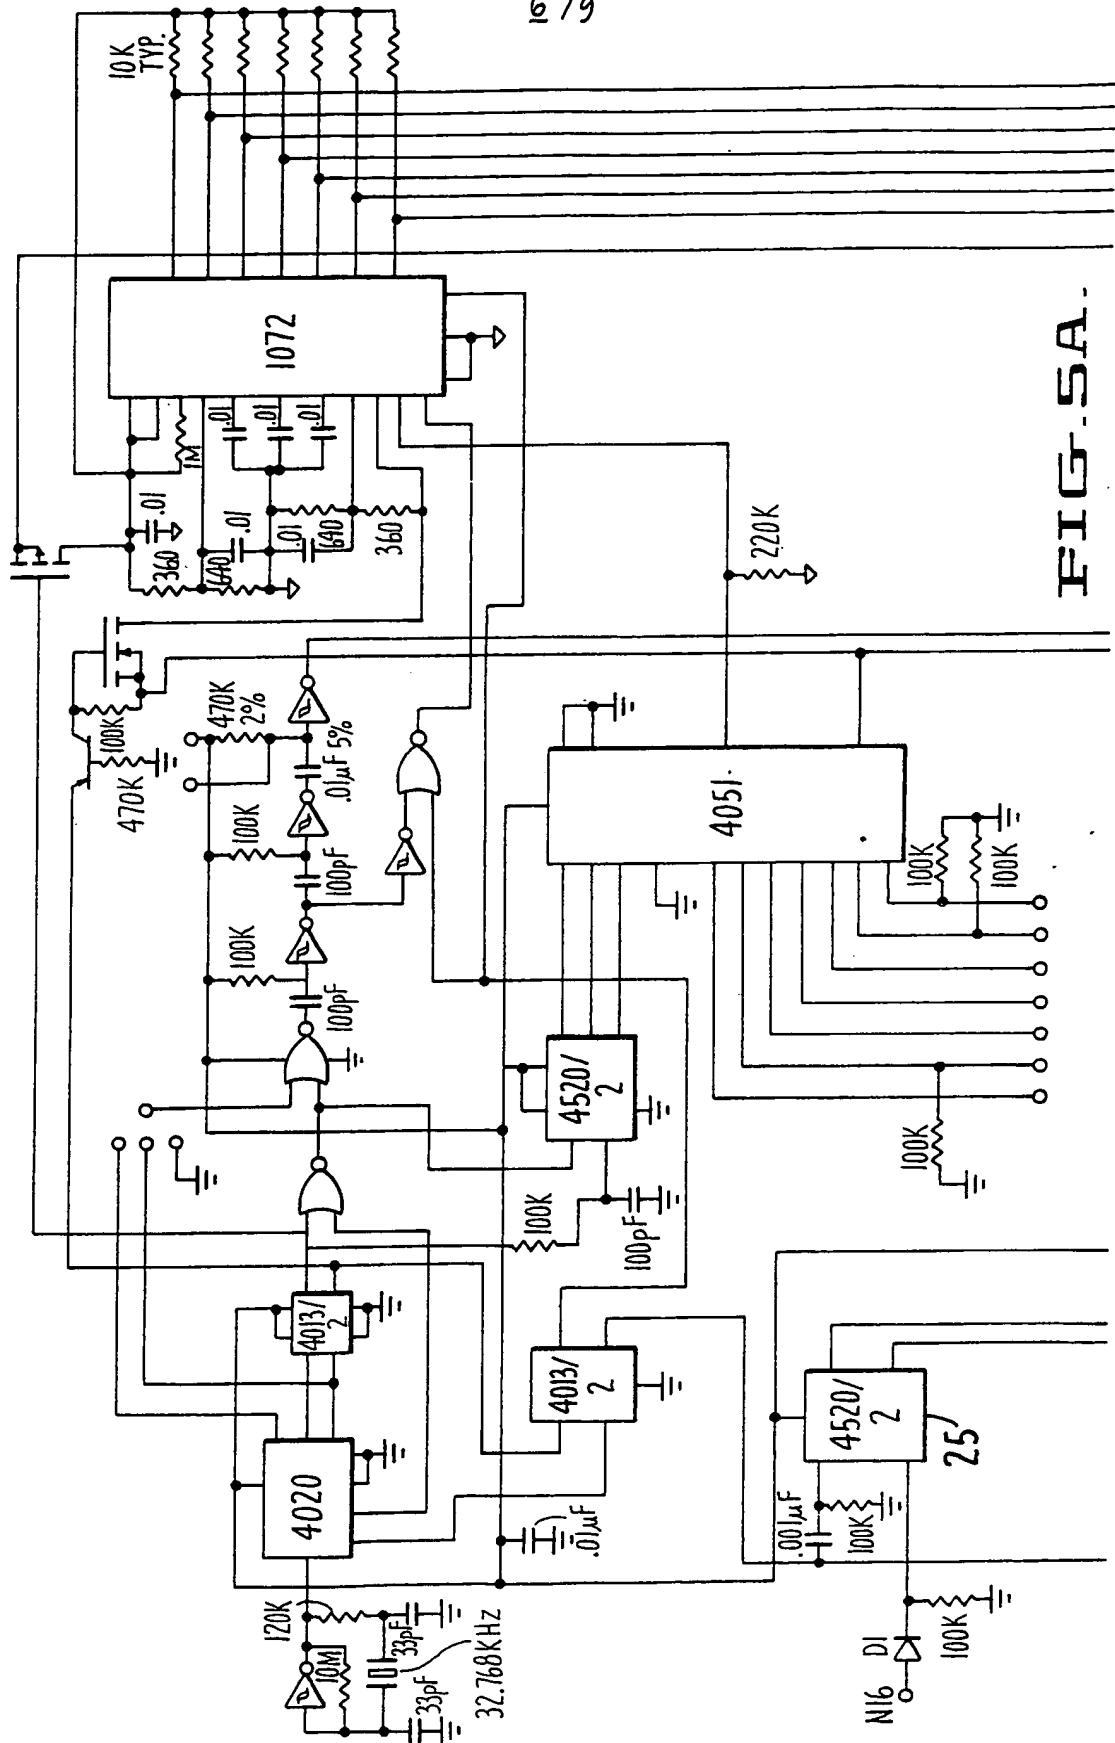 6/9
10K
TYP.
1072
1M
.01
.01
.01
.01
.01
.01
360
640
640
360
220K
100K
470K
470K
2%
.01µF 5%
100K
100pF
100K
100pF
4051.
100K
100K
100K
4520/
2
100K
100pF
4013/
2
4013/
2
4020
.01µF
120K
10M
33pF
33pF
32.768KHz
4520/
2
25
.001µF
100K
D1
N16
100K
FIG. 5A.